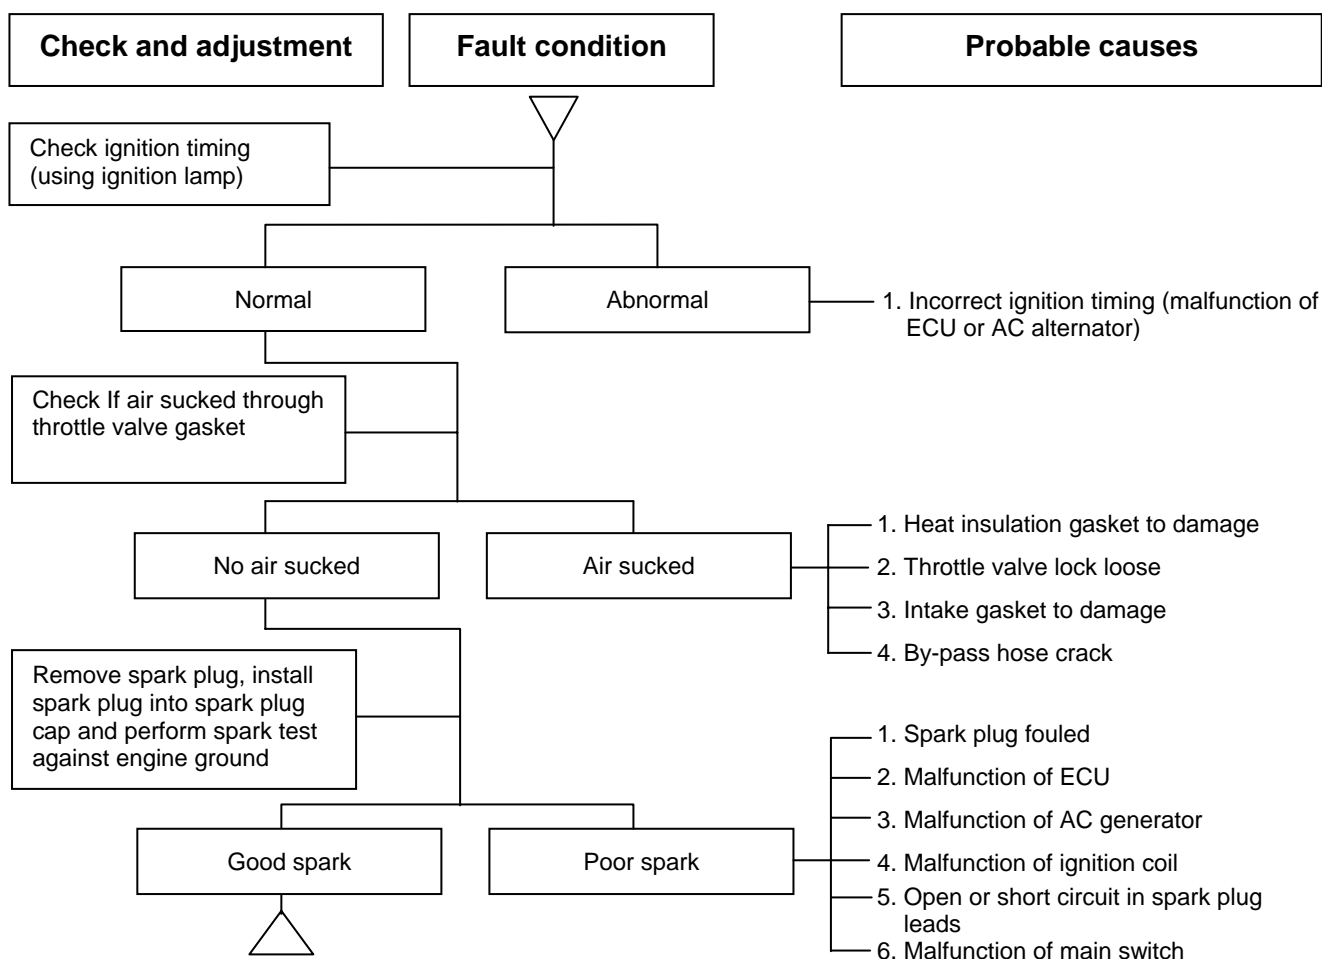 Check and adjustment
Fault condition
Probable causes
Check ignition timing
(using ignition lamp)
Normal
Abnormal
1. Incorrect ignition timing (malfunction of
ECU or AC alternator)
Check If air sucked through
throttle valve gasket
No air sucked
Air sucked
1. Heat insulation gasket to damage
2. Throttle valve lock loose
3. Intake gasket to damage
4. By-pass hose crack
Remove spark plug, install
spark plug into spark plug
cap and perform spark test
against engine ground
Good spark
Poor spark
1. Spark plug fouled
2. Malfunction of ECU
3. Malfunction of AC generator
4. Malfunction of ignition coil
5. Open or short circuit in spark plug
leads
6. Malfunction of main switch